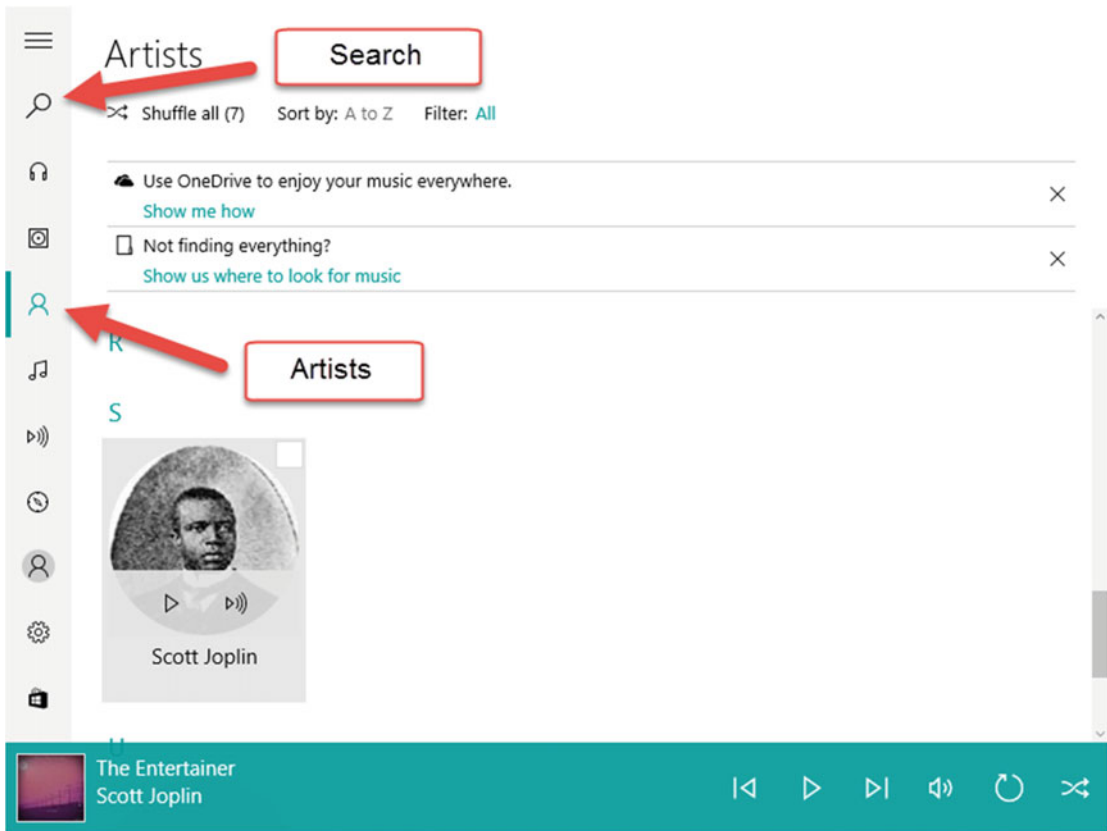 Artists
Search
Shuffle all (7) Sort by: A to Z Filter: All
Use OneDrive to enjoy your music everywhere.
Show me how
Not finding everything?
Show us where to look for music
R
Artists
S
Scott Joplin
U
The Entertainer
Scott Joplin